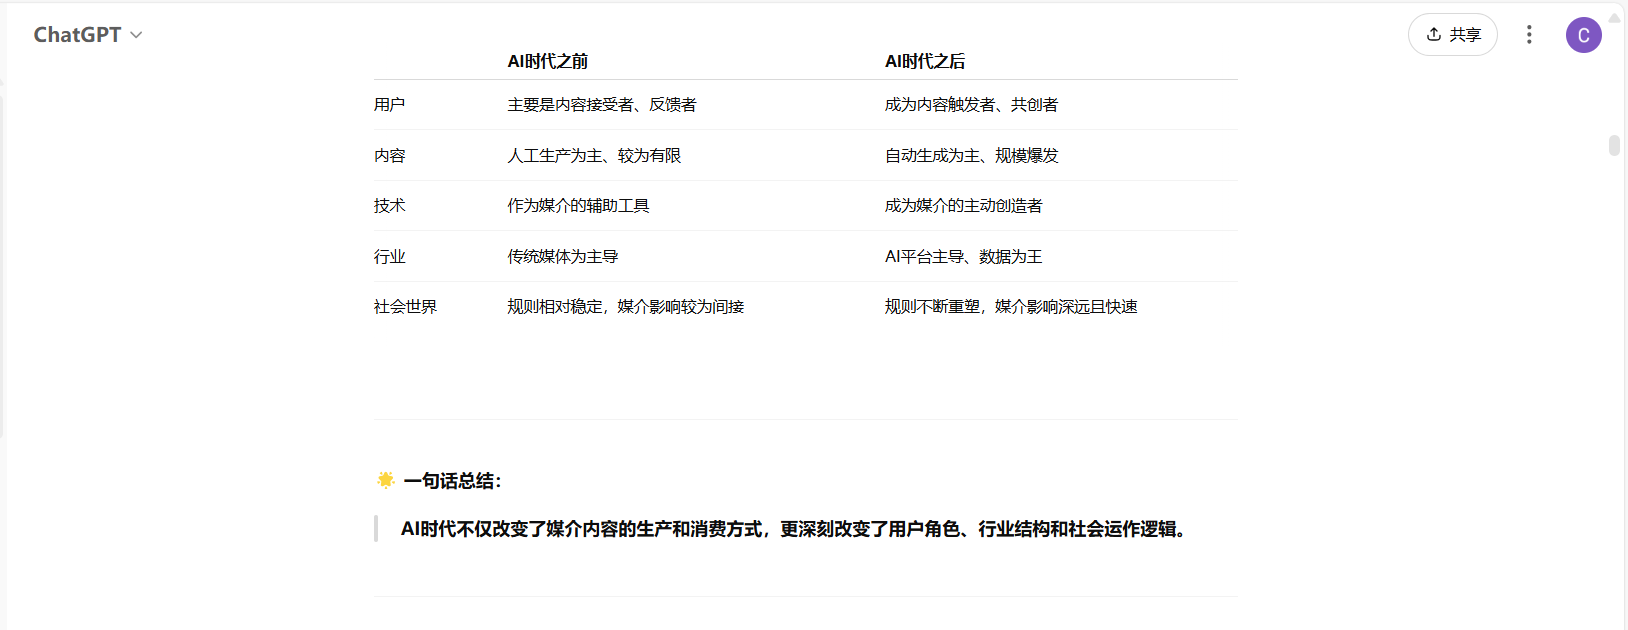 ChatGPT
共享
C
AI时代之前 AI时代之后
用户 主要是内容接受者、反馈者 成为内容触发者、共创者
内容 人工生产为主、较为有限 自动生成为主、规模爆发
技术 作为媒介的辅助工具 成为媒介的主动创造者
行业 传统媒体为主导 AI平台主导、数据为王
社会世界 规则相对稳定，媒介影响较为间接 规则不断重塑，媒介影响深远且快速
🌟 一句话总结：
AI时代不仅改变了媒介内容的生产和消费方式，更深刻改变了用户角色、行业结构和社会运作逻辑。